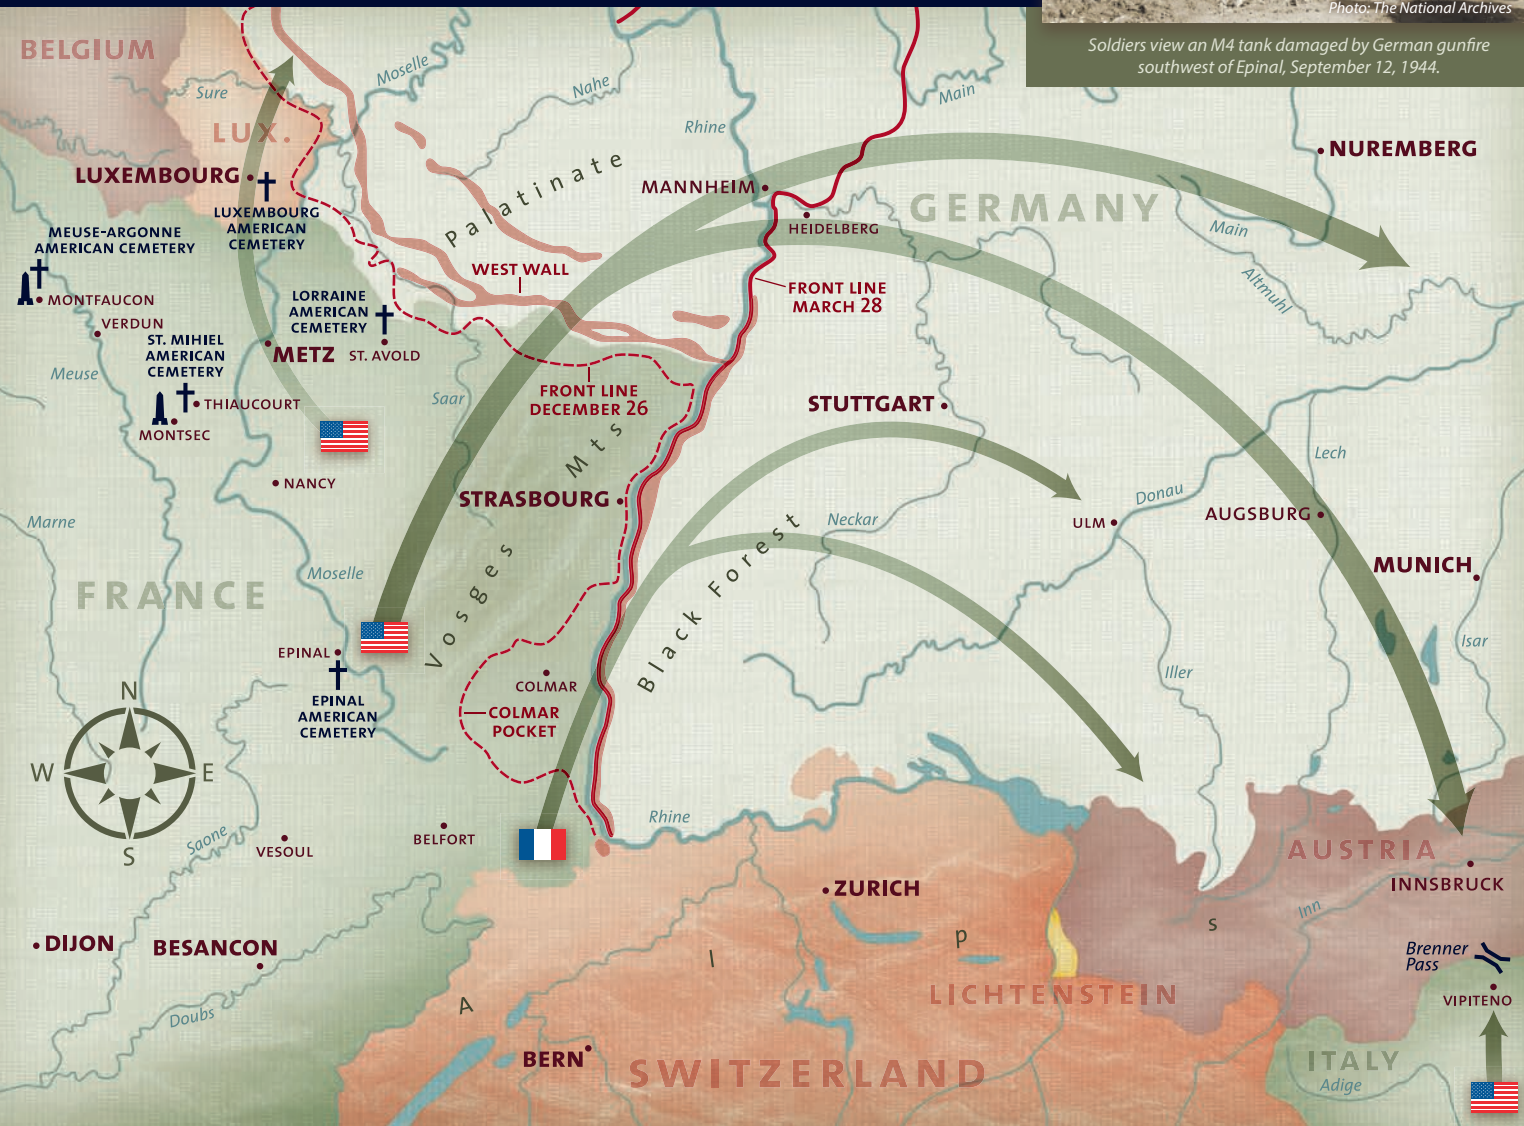 Photo: The National Archives
Soldiers view an M4 tank damaged by German gunfire
southwest of Epinal, September 12, 1944.
BELGIUM
Sure
LUX.
LUXEMBOURG
LUXEMBOURG
AMERICAN
CEMETERY
MEUSE-ARGONNE
AMERICAN CEMETERY
MONTFAUCON
VERDUN
ST. MIHIEL
AMERICAN
CEMETERY
Meuse
THIAUCOURT
MONTSEC
LORRAINE
AMERICAN
CEMETERY
METZ
ST. AVOLD
NANCY
Marne
FRANCE
Moselle
Moselle
Nahe
Rhine
Main
Palatinate
MANNHEIM
HEIDELBERG
GERMANY
NUREMBERG
Main
Altmuhl
WEST WALL
FRONT LINE
MARCH 28
FRONT LINE
DECEMBER 26
Saar
STRASBOURG
Vosges Mts
STUTTGART
Black Forest
Neckar
ULM
Donau
AUGSBURG
Lech
MUNICH
Isar
Iller
EPINAL
EPINAL
AMERICAN
CEMETERY
COLMAR
COLMAR
POCKET
N
W
E
S
Saone
VESOUL
BELFORT
Rhine
DIJON
BESANCON
Doubs
ZURICH
BERN
SWITZERLAND
LICHTENSTEIN
A l p s
AUSTRIA
INNSBRUCK
Inn
Brenner
Pass
VIPITENO
ITALY
Adige